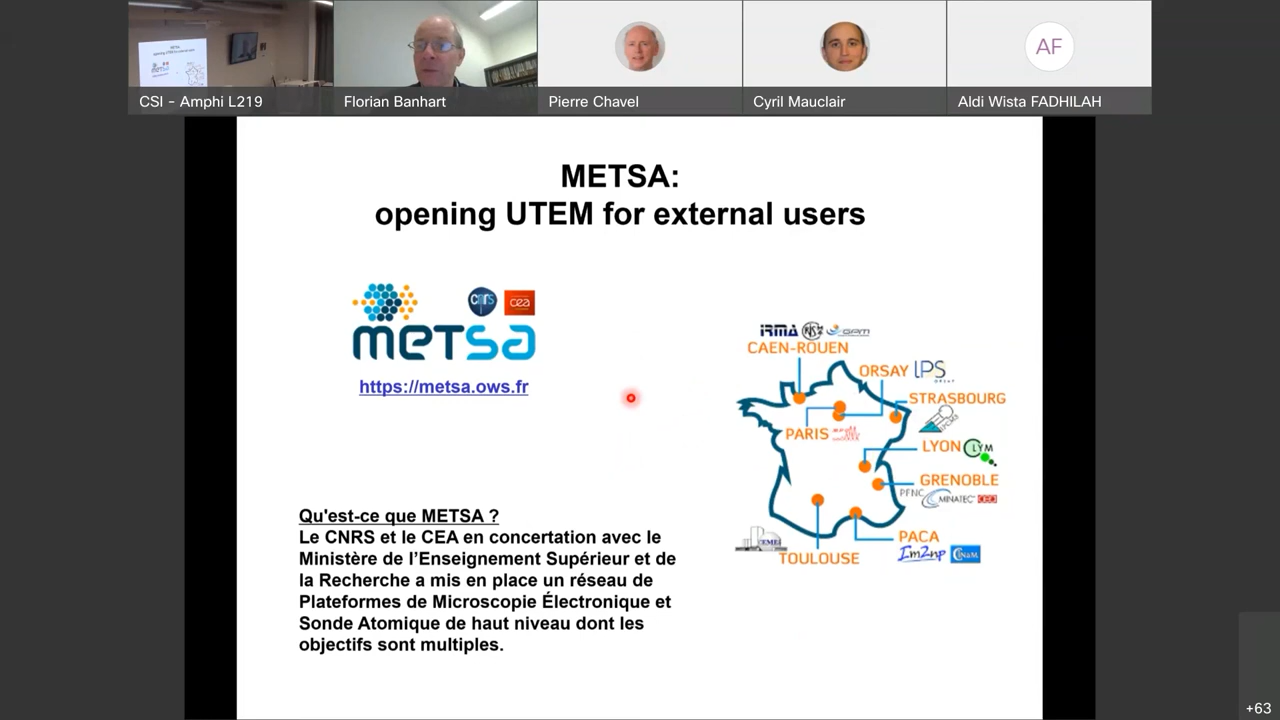 CSI - Amphi L219
Florian Banhart
Pierre Chavel
Cyril Mauclair
AF
Aldi Wista FADHILAH
METSA:
opening UTEM for external users
cnrs
cea
metsa
https://metsa.ows.fr
IRMA
GPM
CAEN-ROUEN
ORSAY
LPS
ORSAY
STRASBOURG
PARIS
LYON
LYM
GRENOBLE
PFNC
MINATEC
PACA
Im2np
CINaM
CEMES
TOULOUSE
Qu'est-ce que METSA ?
Le CNRS et le CEA en concertation avec le
Ministère de l’Enseignement Supérieur et de
la Recherche a mis en place un réseau de
Plateformes de Microscopie Électronique et
Sonde Atomique de haut niveau dont les
objectifs sont multiples.
+63